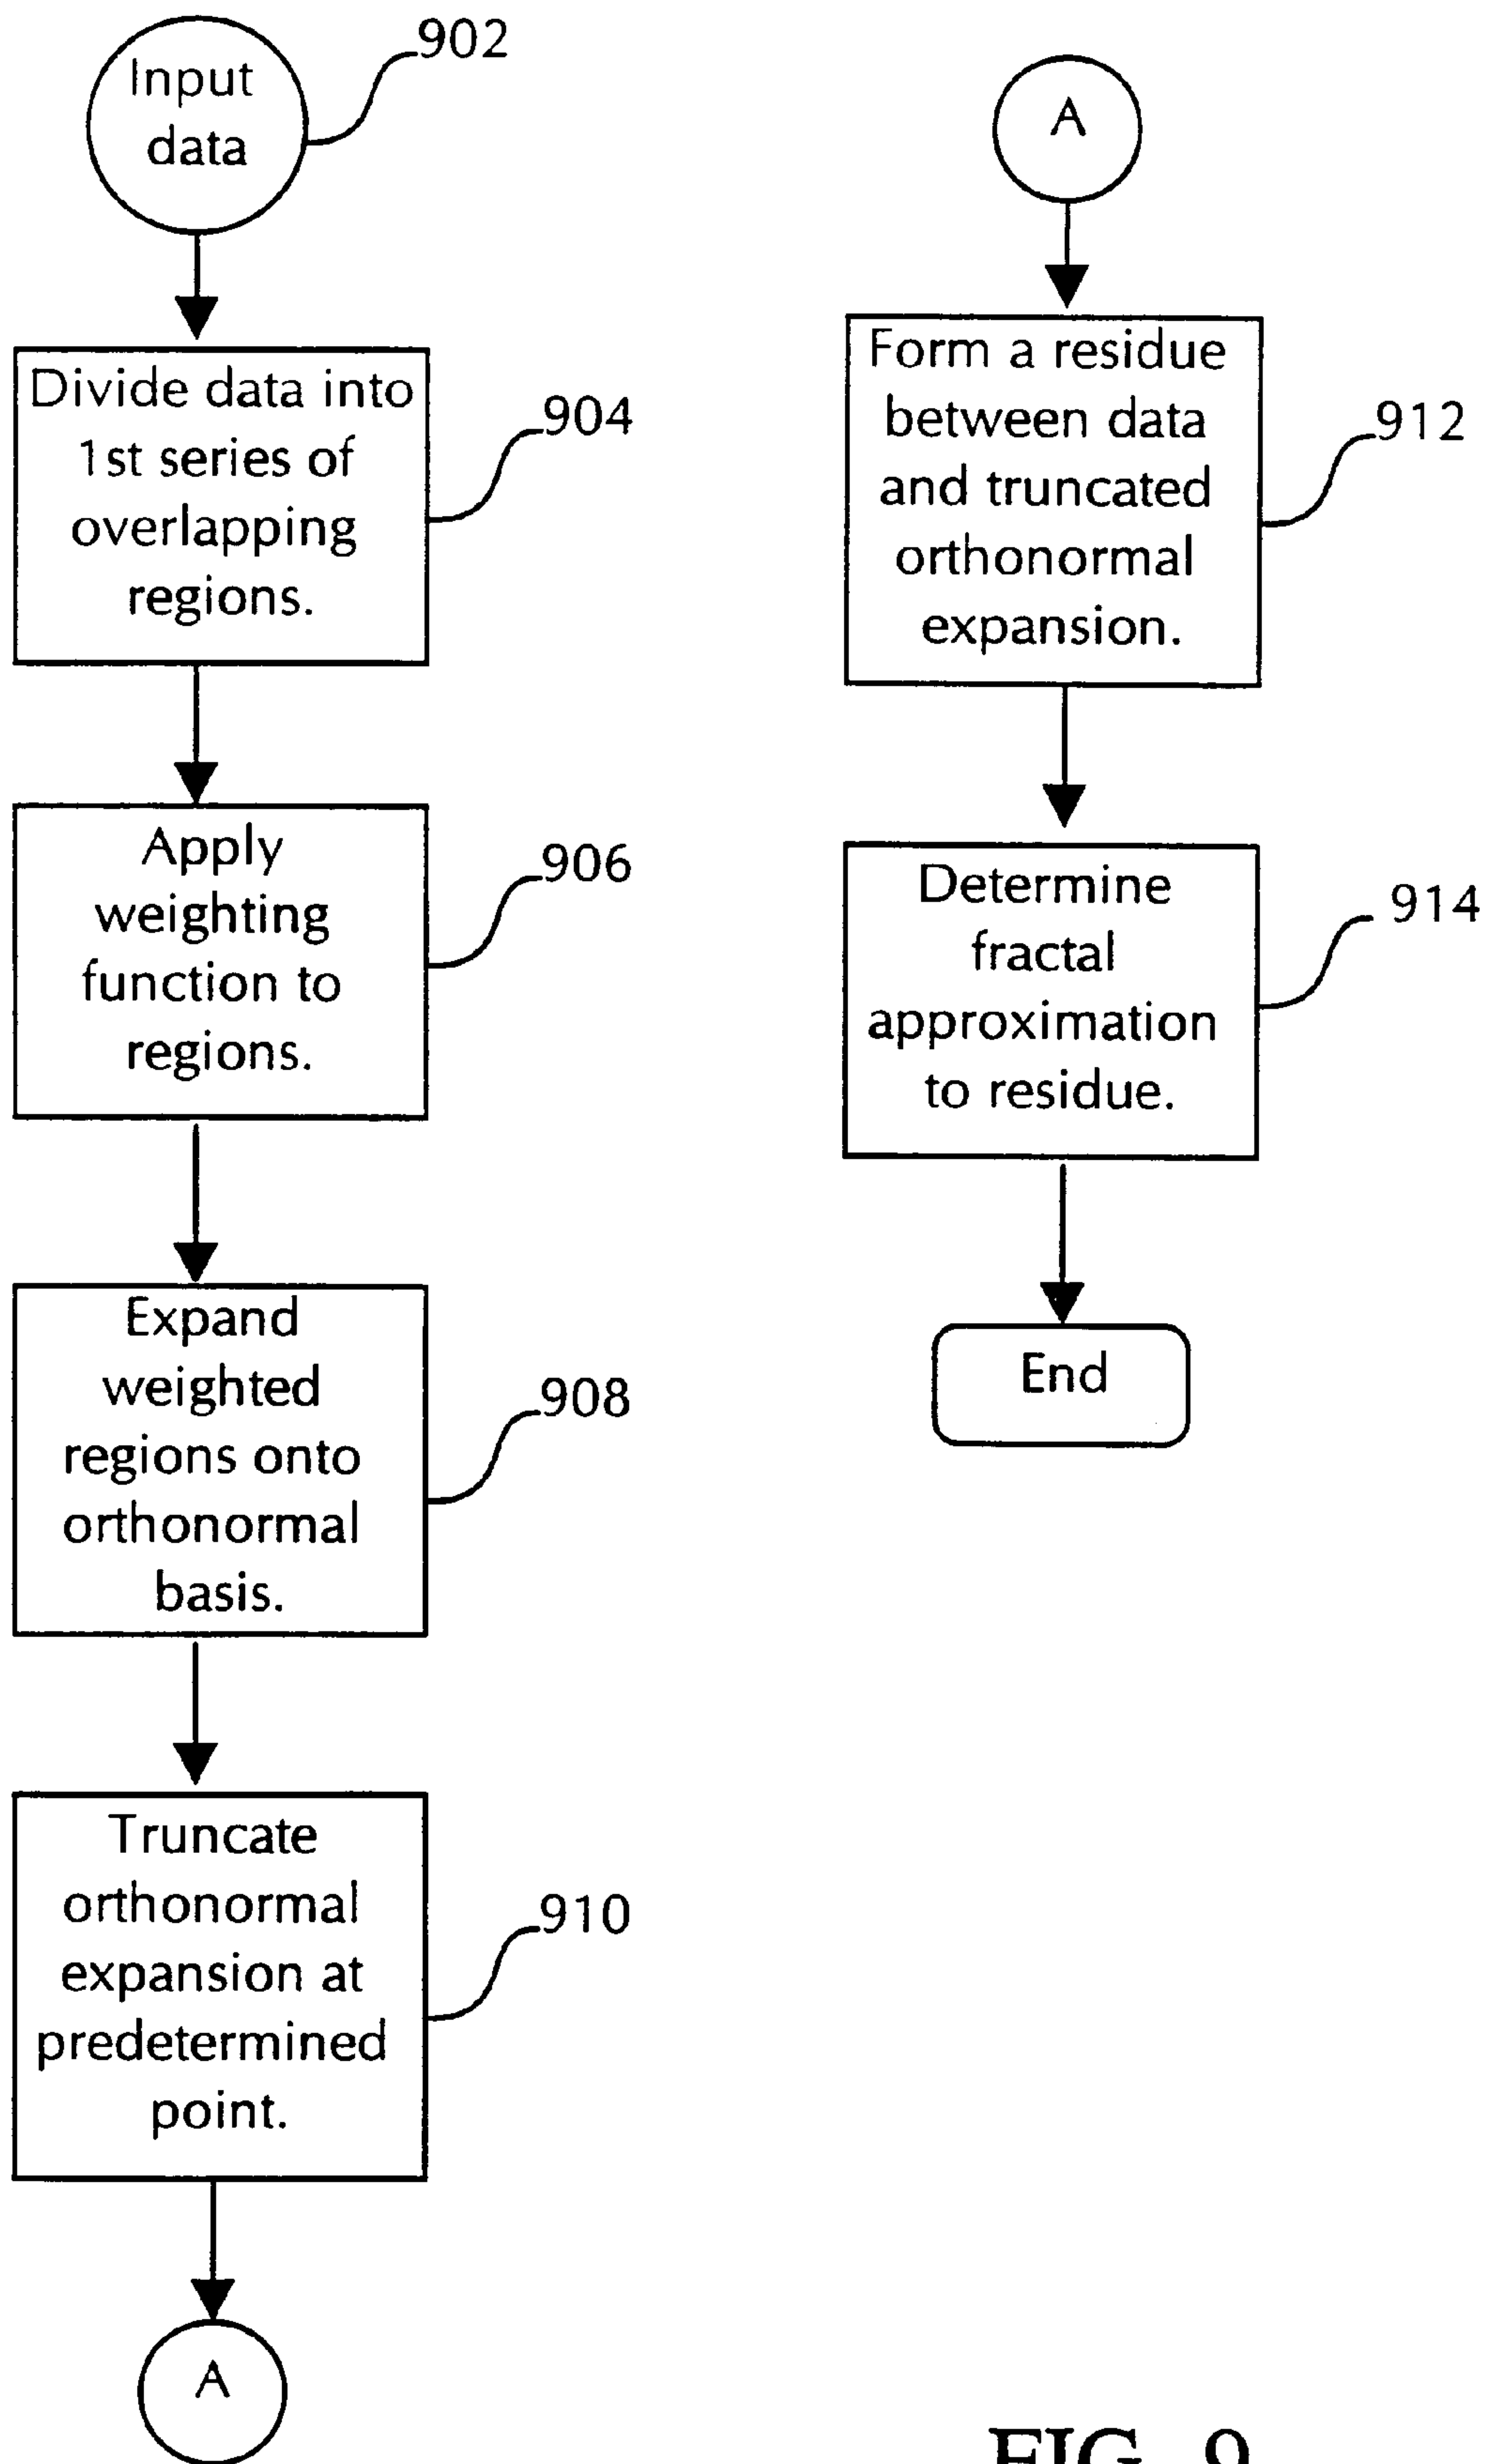 Input
data
902
Divide data into
1st series of
overlapping
regions.
904
Apply
weighting
function to
regions.
906
Expand
weighted
regions onto
orthonormal
basis.
908
Truncate
orthonormal
expansion at
predetermined
point.
910
A
A
Form a residue
between data
and truncated
orthonormal
expansion.
912
Determine
fractal
approximation
to residue.
914
End
FIG. 9